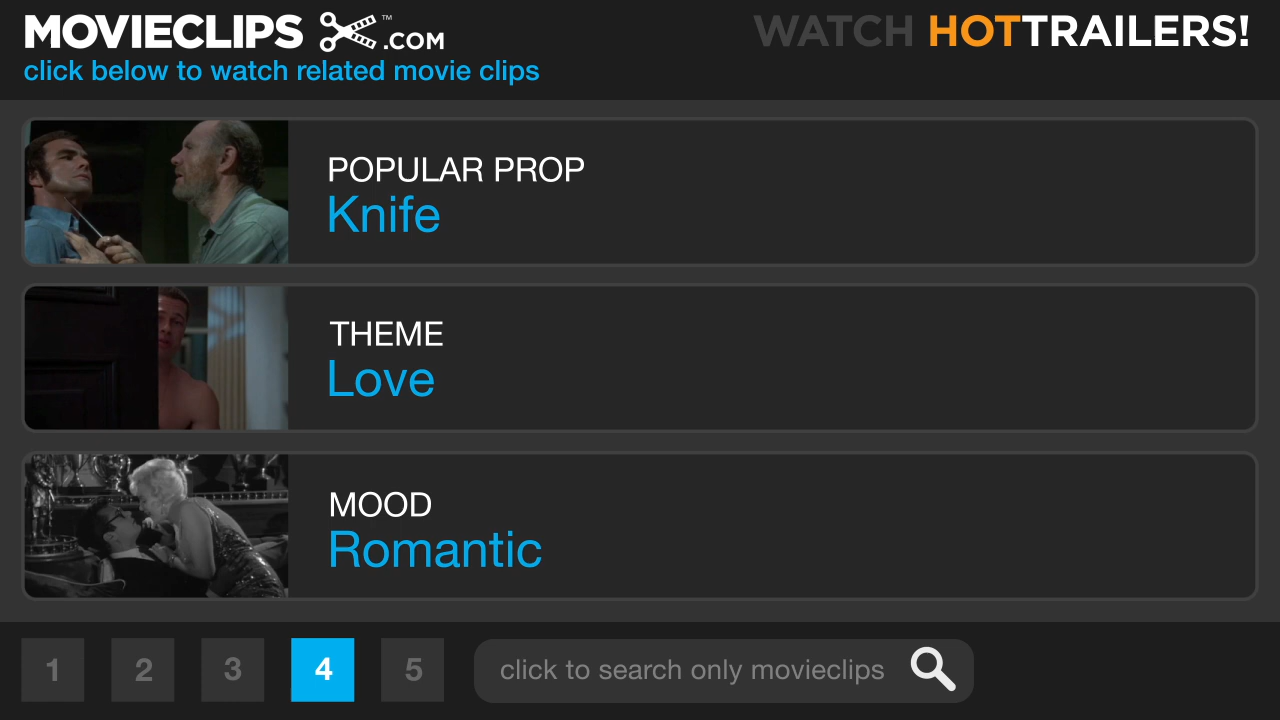 MOVIECLIPS ™ .COM
WATCH HOTTRAILERS!
click below to watch related movie clips
POPULAR PROP
Knife
THEME
Love
MOOD
Romantic
1 2 3 4 5 click to search only movieclips